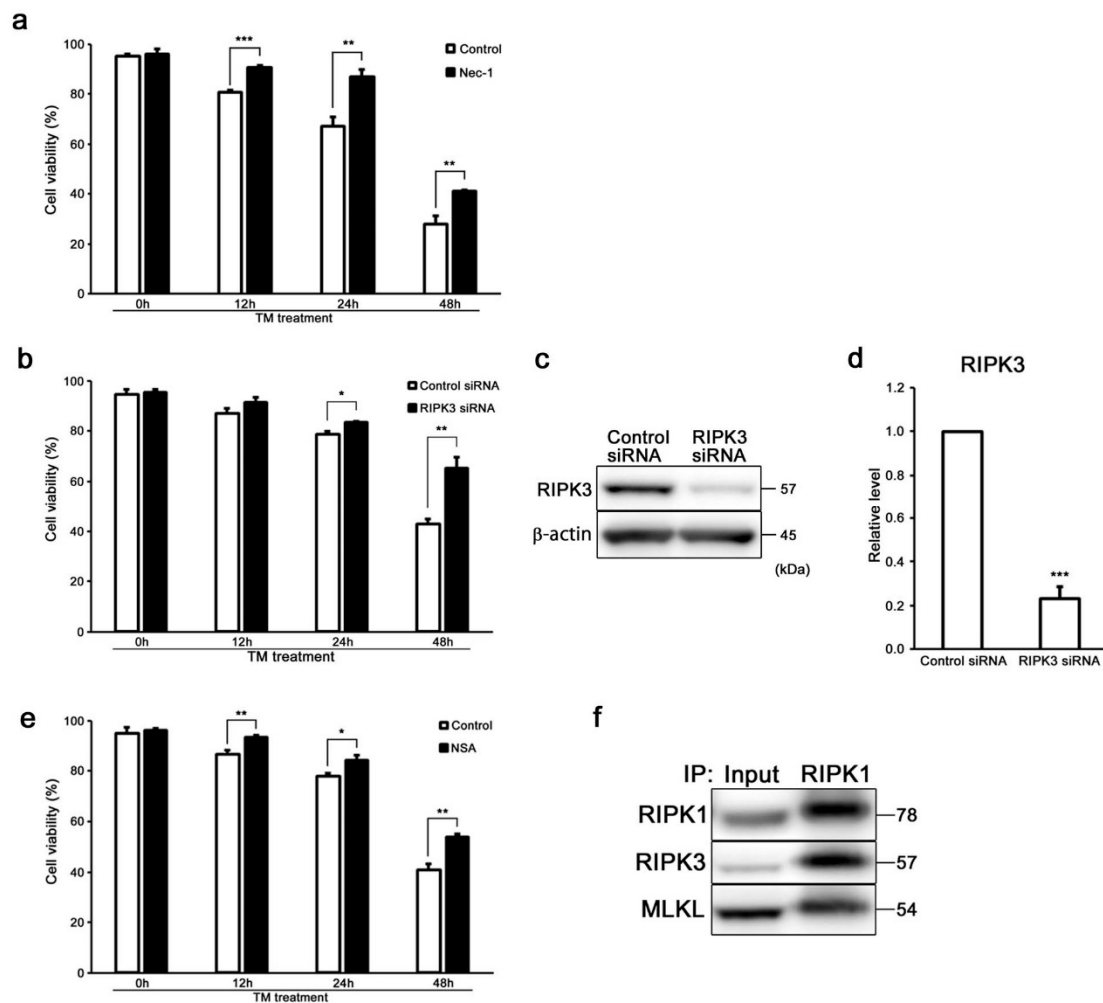 a
100
80
60
40
20
0
Cell viability (%)
Control
Nec-1
***
**
**
0h 12h 24h 48h
TM treatment
b
100
80
60
40
20
0
Cell viability (%)
Control siRNA
RIPK3 siRNA
*
**
0h 12h 24h 48h
TM treatment
c
Control siRNA
RIPK3 siRNA
RIPK3 57
β-actin 45
(kDa)
d
RIPK3
1.2
1.0
0.8
0.6
0.4
0.2
0.0
Relative level
***
Control siRNA RIPK3 siRNA
e
100
80
60
40
20
0
Cell viability (%)
Control
NSA
**
*
**
0h 12h 24h 48h
TM treatment
f
IP: Input RIPK1
RIPK1 78
RIPK3 57
MLKL 54